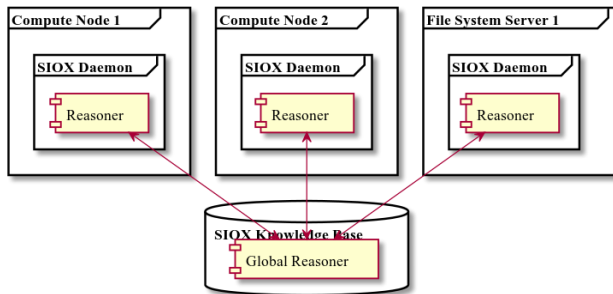 Compute Node 1
Compute Node 2
File System Server 1
SIOX Daemon
SIOX Daemon
SIOX Daemon
Reasoner
Reasoner
Reasoner
SIOX Knowledge Base
Global Reasoner